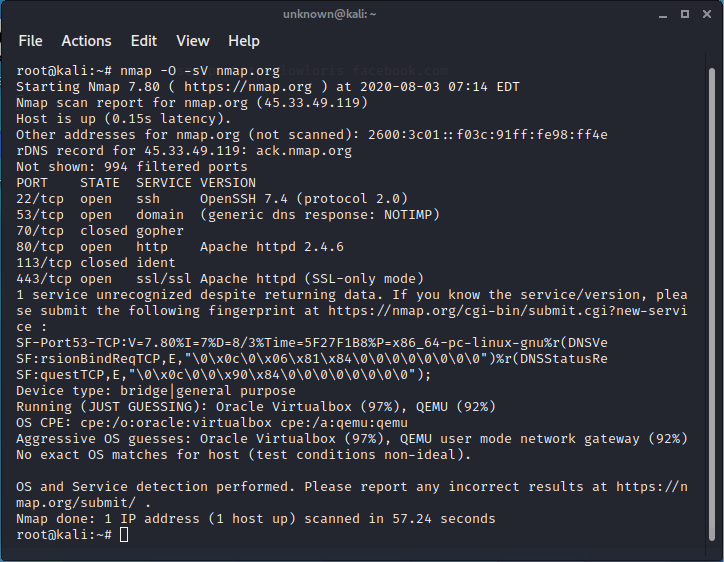 unknown@kali: ~
File Actions Edit View Help
root@kali:~# nmap -O -sV nmap.org
Starting Nmap 7.80 ( https://nmap.org ) at 2020-08-03 07:14 EDT
Nmap scan report for nmap.org (45.33.49.119)
Host is up (0.15s latency).
Other addresses for nmap.org (not scanned): 2600:3c01::f03c:91ff:fe98:ff4e
rDNS record for 45.33.49.119: ack.nmap.org
Not shown: 994 filtered ports
PORT    STATE  SERVICE VERSION
22/tcp  open   ssh     OpenSSH 7.4 (protocol 2.0)
53/tcp  open   domain  (generic dns response: NOTIMP)
70/tcp  closed gopher
80/tcp  open   http    Apache httpd 2.4.6
113/tcp closed ident
443/tcp open   ssl/ssl Apache httpd (SSL-only mode)
1 service unrecognized despite returning data. If you know the service/version, plea
se submit the following fingerprint at https://nmap.org/cgi-bin/submit.cgi?new-servi
ce :
SF-Port53-TCP:V=7.80%I=7%D=8/3%Time=5F27F1B8%P=x86_64-pc-linux-gnu%r(DNSVe
SF:rsionBindReqTCP,E,"\0\x0c\0\x06\x81\x84\0\0\0\0\0\0\0\0")%r(DNSStatusRe
SF:questTCP,E,"\0\x0c\0\0\x90\x84\0\0\0\0\0\0\0\0");
Device type: bridge|general purpose
Running (JUST GUESSING): Oracle Virtualbox (97%), QEMU (92%)
OS CPE: cpe:/o:oracle:virtualbox cpe:/a:qemu:qemu
Aggressive OS guesses: Oracle Virtualbox (97%), QEMU user mode network gateway (92%)
No exact OS matches for host (test conditions non-ideal).
OS and Service detection performed. Please report any incorrect results at https://n
map.org/submit/ .
Nmap done: 1 IP address (1 host up) scanned in 57.24 seconds
root@kali:~#